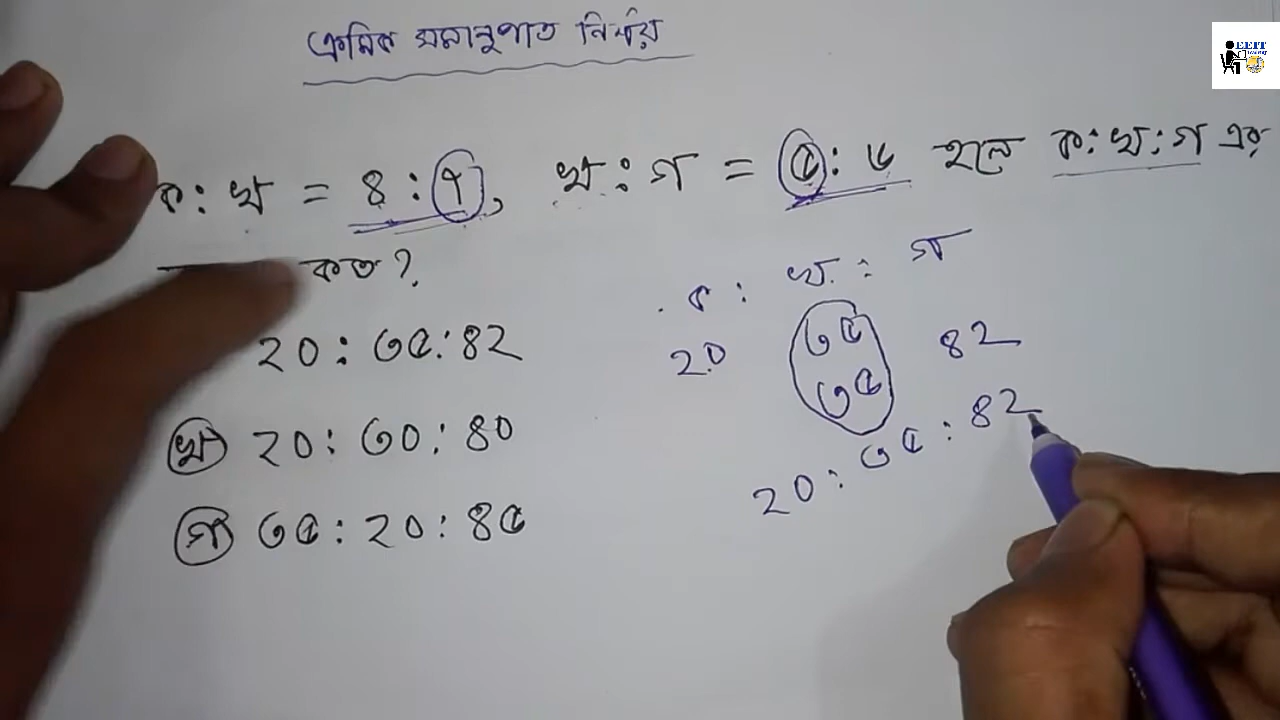 ক্রমিক সমানুপাত নির্ণয়
ক : খ = ৪ : ৭, খ : গ = ৫ : ৬ হলে ক : খ : গ এর
কত ?
২০ : ৩৫ : ৪২
খ ২০ : ৩০ : ৪০
গ ৩৫ : ২০ : ৪৫
ক : খ : গ
২০ ৩৫ ৪২
৩৫
২০ : ৩৫ : ৪২
EEIT